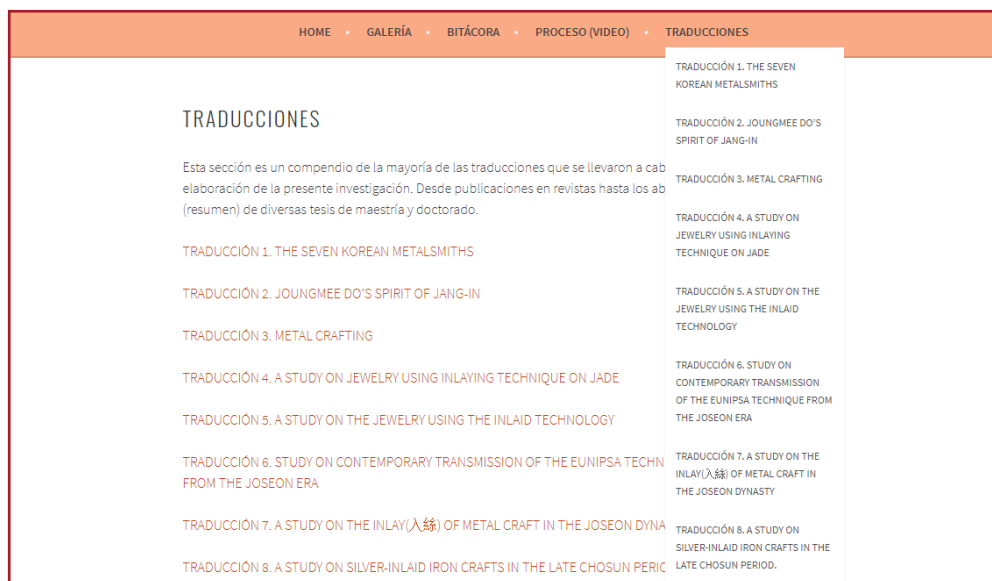 HOME • GALERÍA • BITÁCORA • PROCESO (VIDEO) • TRADUCCIONES
TRADUCCIONES
Esta sección es un compendio de la mayoría de las traducciones que se llevaron a
elaboración de la presente investigación. Desde publicaciones en revistas hasta los
(resumen) de diversas tesis de maestría y doctorado.
TRADUCCIÓN 1. THE SEVEN KOREAN METALSMITHS
TRADUCCIÓN 2. JOUNGMEE DO'S SPIRIT OF JANG-IN
TRADUCCIÓN 3. METAL CRAFTING
TRADUCCIÓN 4. A STUDY ON JEWELRY USING INLAYING TECHNIQUE ON JADE
TRADUCCIÓN 5. A STUDY ON THE JEWELRY USING THE INLAID TECHNOLOGY
TRADUCCIÓN 6. STUDY ON CONTEMPORARY TRANSMISSION OF THE EUNIPSA
FROM THE JOSEON ERA
TRADUCCIÓN 7. A STUDY ON THE INLAY(入絲) OF METAL CRAFT IN THE JOSEON
TRADUCCIÓN 8. A STUDY ON SILVER-INLAID IRON CRAFTS IN THE LATE CHOSUN
TRADUCCIÓN 1. THE SEVEN
KOREAN METALSMITHS
TRADUCCIÓN 2. JOUNGMEE DO'S
SPIRIT OF JANG-IN
TRADUCCIÓN 3. METAL CRAFTING
TRADUCCIÓN 4. A STUDY ON
JEWELRY USING INLAYING
TECHNIQUE ON JADE
TRADUCCIÓN 5. A STUDY ON THE
JEWELRY USING THE INLAID
TECHNOLOGY
TRADUCCIÓN 6. STUDY ON
CONTEMPORARY TRANSMISSION
OF THE EUNIPSA TECHNIQUE FROM
THE JOSEON ERA
TRADUCCIÓN 7. A STUDY ON THE
INLAY(入絲) OF METAL CRAFT IN
THE JOSEON DYNASTY
TRADUCCIÓN 8. A STUDY ON
SILVER-INLAID IRON CRAFTS IN THE
LATE CHOSUN PERIOD.